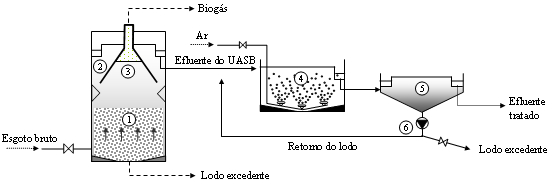 Biogás
Ar
Efluente do UASB
2
3
4
5
1
Efluente
tratado
6
Esgoto bruto
Retorno do lodo
Lodo excedente
Lodo excedente